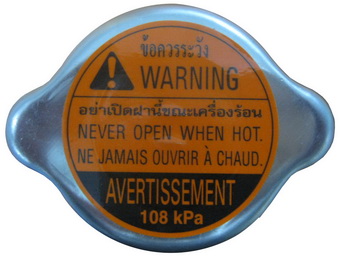 ข้อควรระวัง
WARNING
อย่าเปิดฝานี้ขณะเครื่องร้อน
NEVER OPEN WHEN HOT.
NE JAMAIS OUVRIR À CHAUD.
AVERTISSEMENT
108 kPa